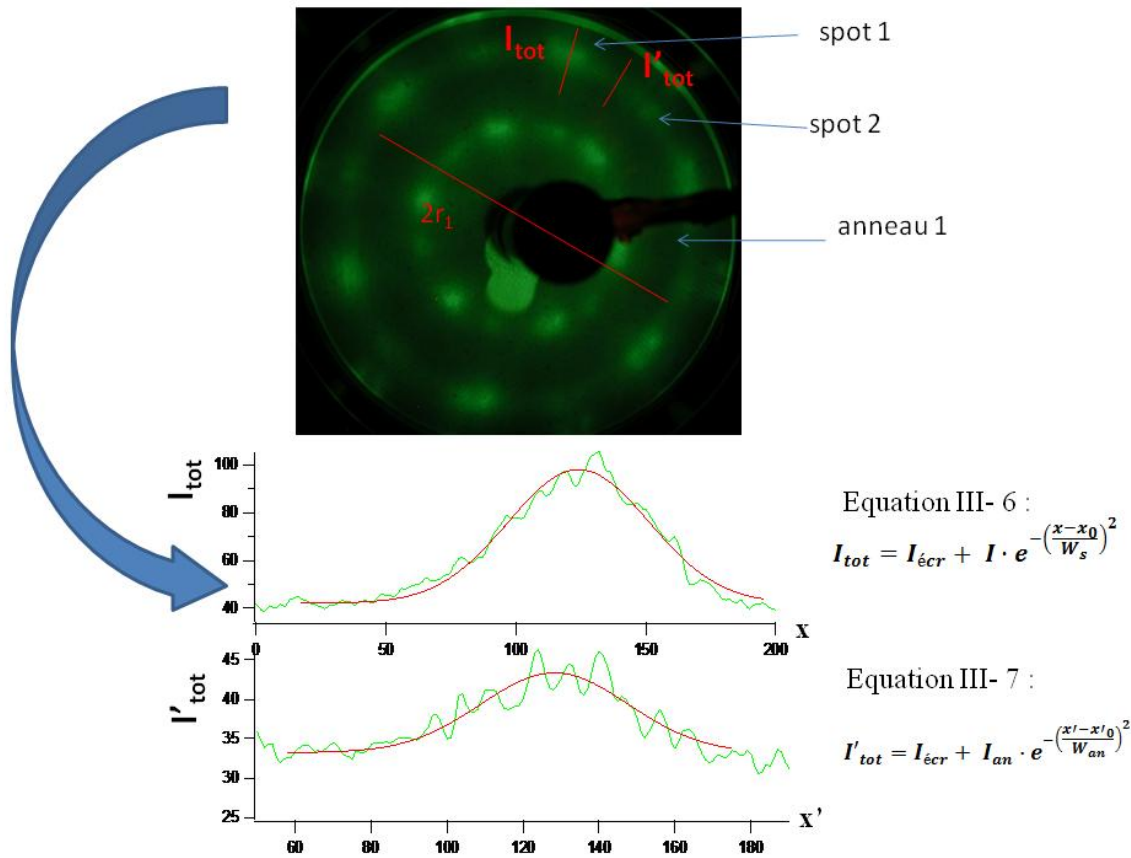 I_tot
spot 1
I'_tot
spot 2
2r_1
anneau 1
I_tot
100
80
60
40
0
50
100
150
200
x
Equation III- 6 :
I_tot = I_écr + I · e^{-((x-x_0)/W_s)^2}
I'_tot
45
40
35
30
25
60
80
100
120
140
160
180
x'
Equation III- 7 :
I'_tot = I_écr + I_an · e^{-((x'-x'_0)/W_an)^2}